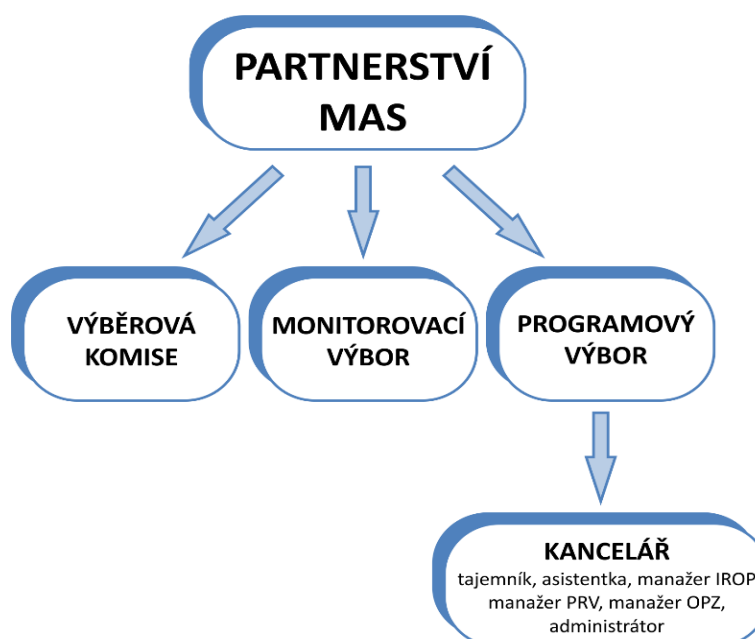 PARTNERSTVÍ
MAS
VÝBĚROVÁ
KOMISE
MONITOROVACÍ
VÝBOR
PROGRAMOVÝ
VÝBOR
KANCELÁŘ
tajemník, asistentka, manažer IROP
manažer PRV, manažer OPZ,
administrátor